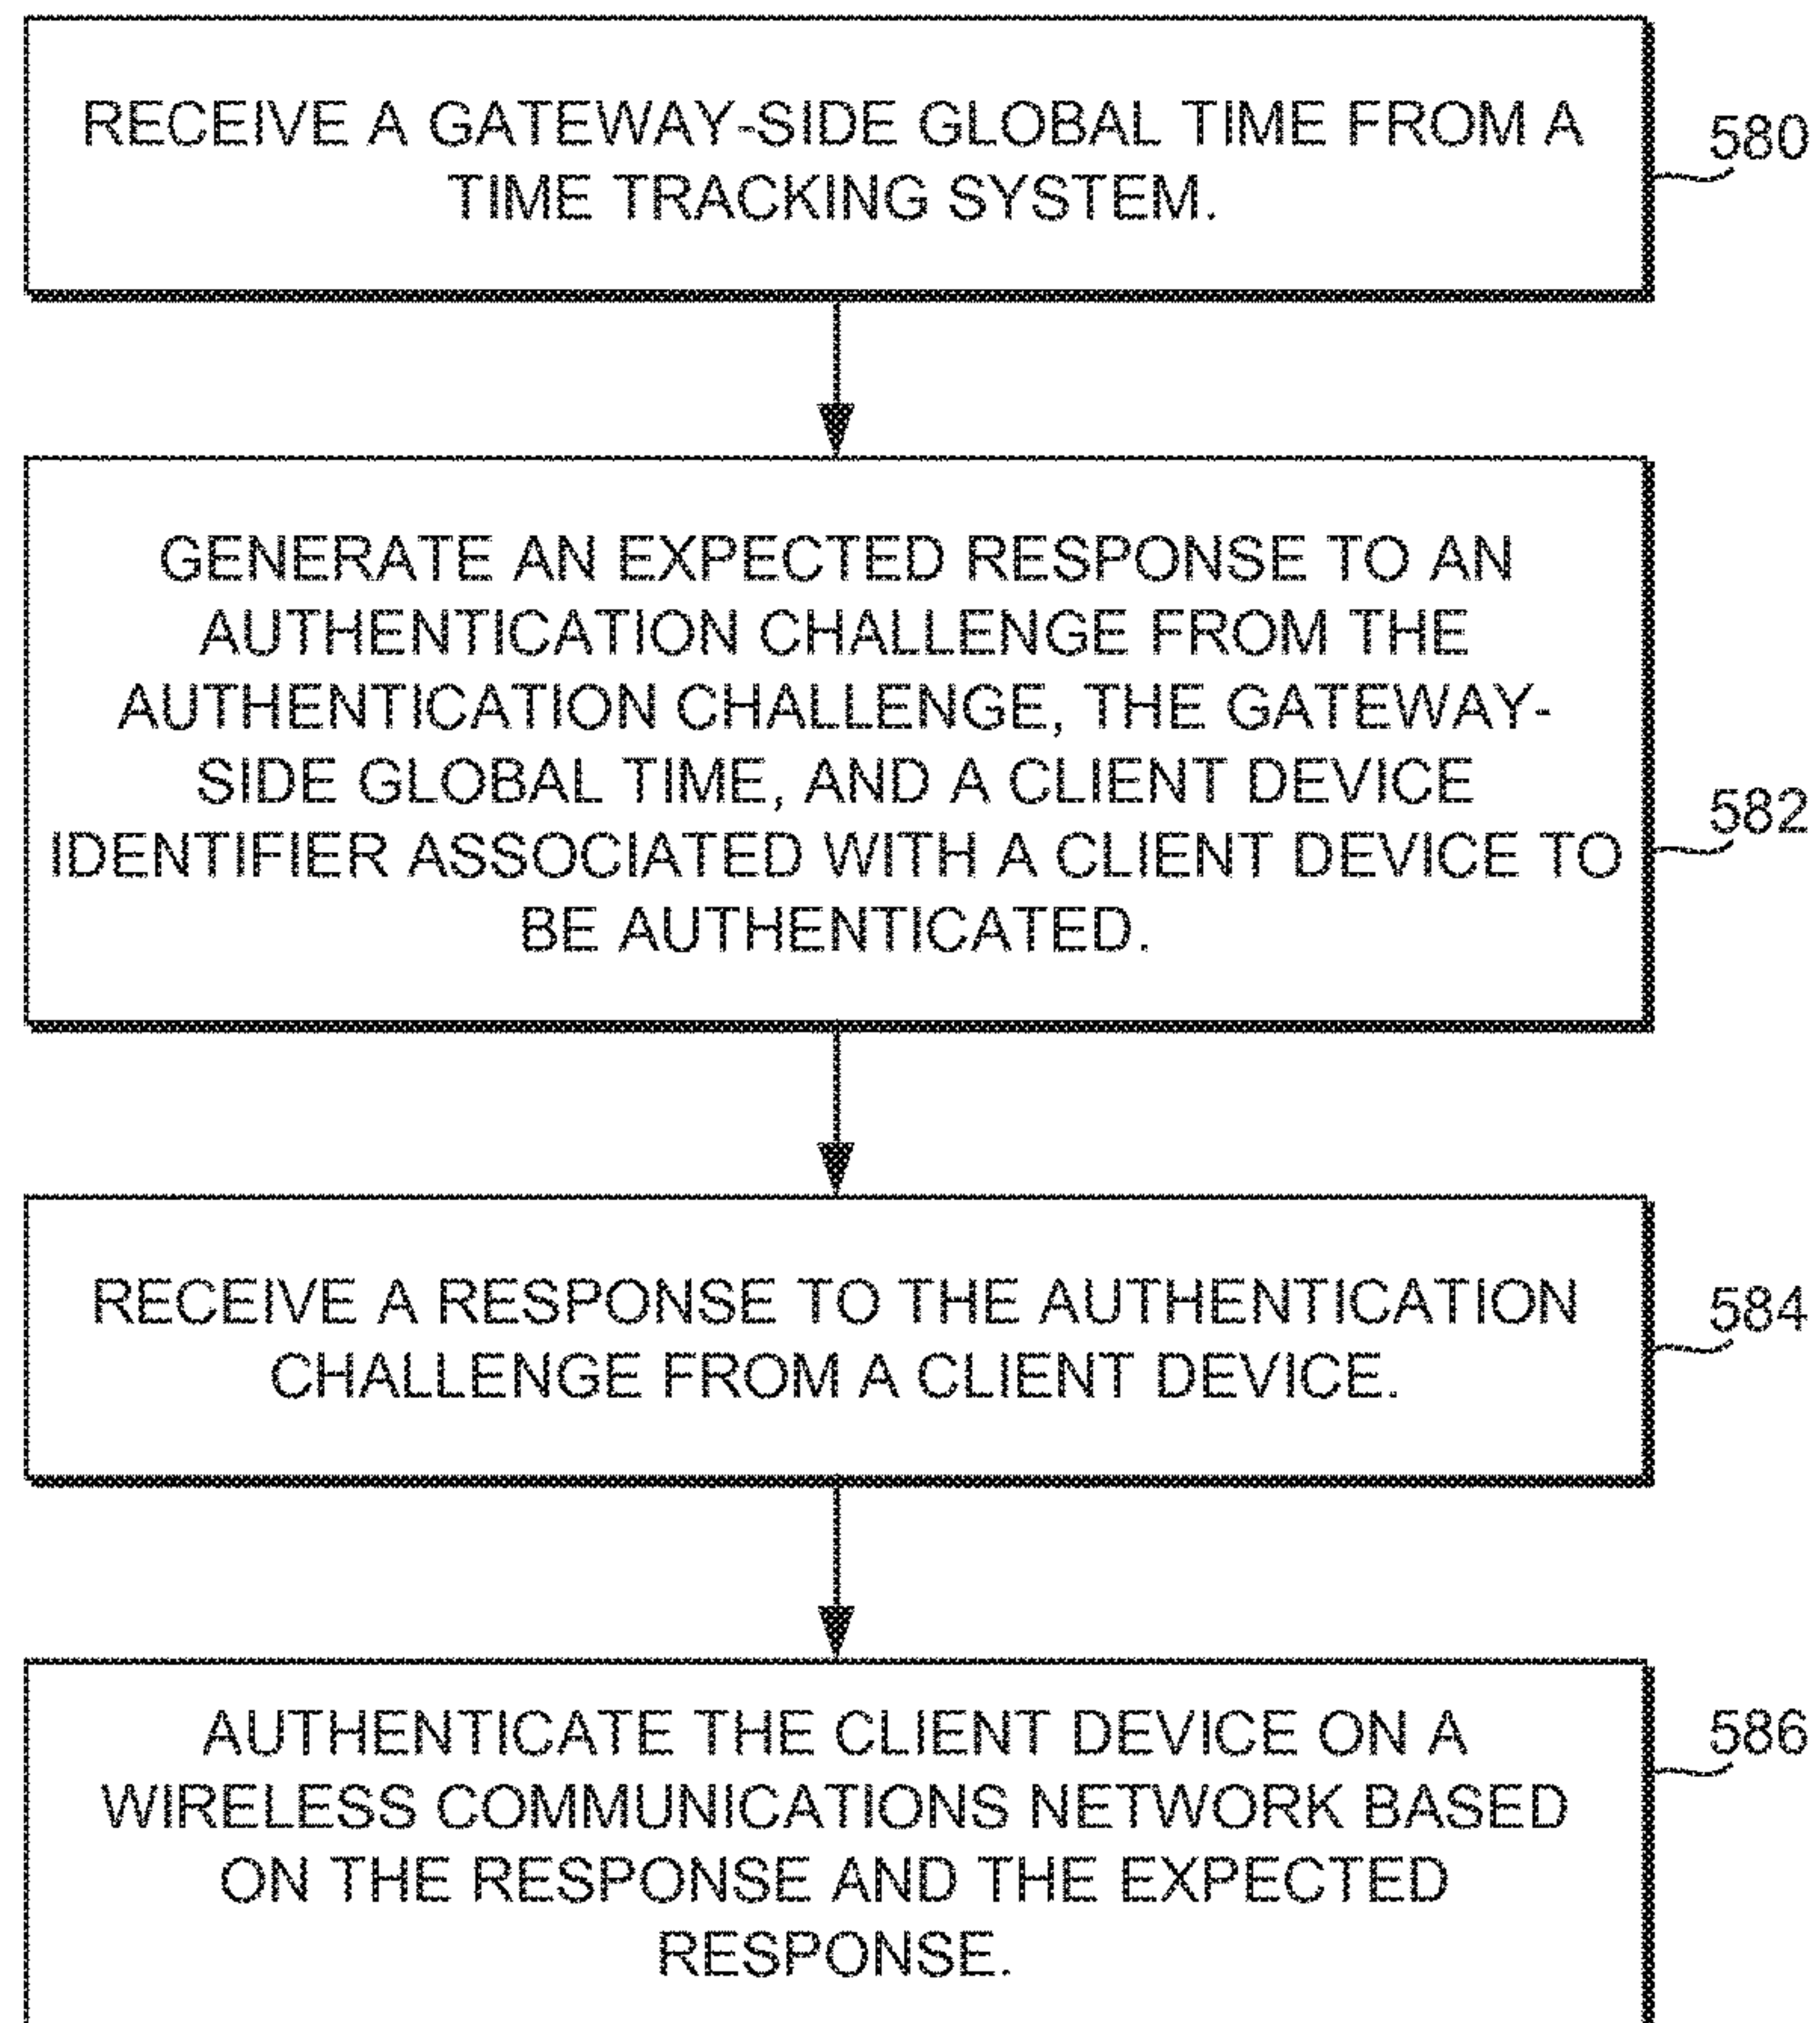 RECEIVE A GATEWAY-SIDE GLOBAL TIME FROM A
TIME TRACKING SYSTEM.
580
GENERATE AN EXPECTED RESPONSE TO AN
AUTHENTICATION CHALLENGE FROM THE
AUTHENTICATION CHALLENGE, THE GATEWAY-
SIDE GLOBAL TIME, AND A CLIENT DEVICE
IDENTIFIER ASSOCIATED WITH A CLIENT DEVICE TO
BE AUTHENTICATED.
582
RECEIVE A RESPONSE TO THE AUTHENTICATION
CHALLENGE FROM A CLIENT DEVICE.
584
AUTHENTICATE THE CLIENT DEVICE ON A
WIRELESS COMMUNICATIONS NETWORK BASED
ON THE RESPONSE AND THE EXPECTED
RESPONSE.
586